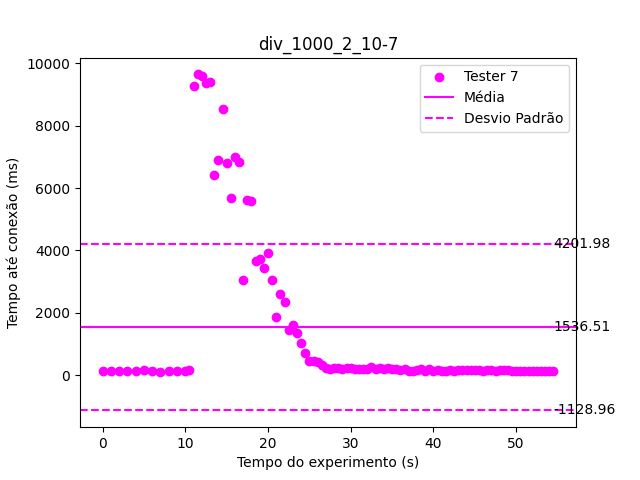 div_1000_2_10-7
Tester 7
Média
Desvio Padrão
10000
8000
6000
4000
2000
0
4201.98
1536.51
-1128.96
0 10 20 30 40 50
Tempo do experimento (s)
Tempo até conexão (ms)